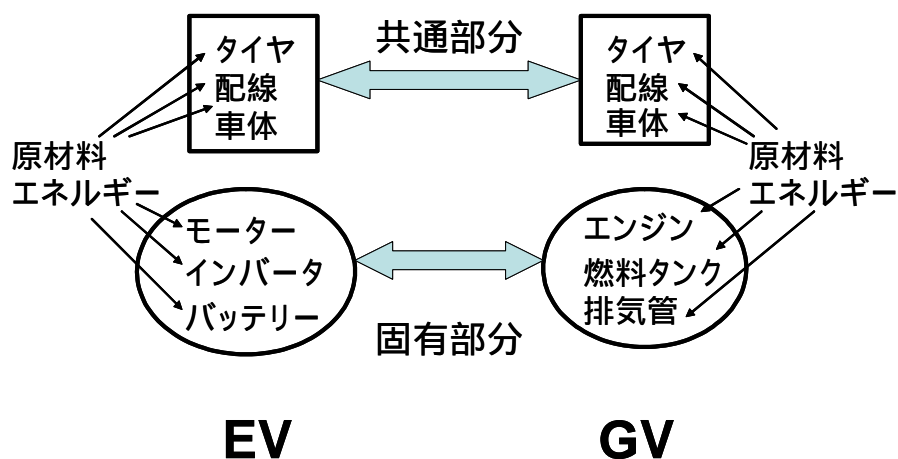 共通部分
タイヤ
配線
車体
タイヤ
配線
車体
原材料
エネルギー
原材料
エネルギー
モーター
インバータ
バッテリー
エンジン
燃料タンク
排気管
固有部分
EV
GV